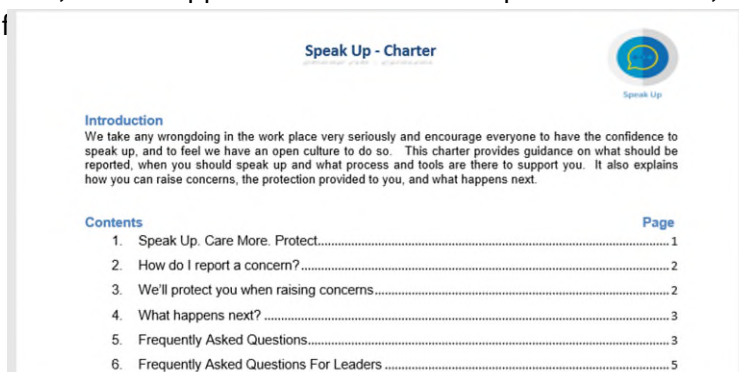 f
Speak Up - Charter
Speak Up
Introduction
We take any wrongdoing in the work place very seriously and encourage everyone to have the confidence to
speak up, and to feel we have an open culture to do so. This charter provides guidance on what should be
reported, when you should speak up and what process and tools are there to support you. It also explains
how you can raise concerns, the protection provided to you, and what happens next.
Contents Page
1. Speak Up. Care More. Protect. 1
2. How do I report a concern? 2
3. We'll protect you when raising concerns 2
4. What happens next? 3
5. Frequently Asked Questions 3
6. Frequently Asked Questions For Leaders 5